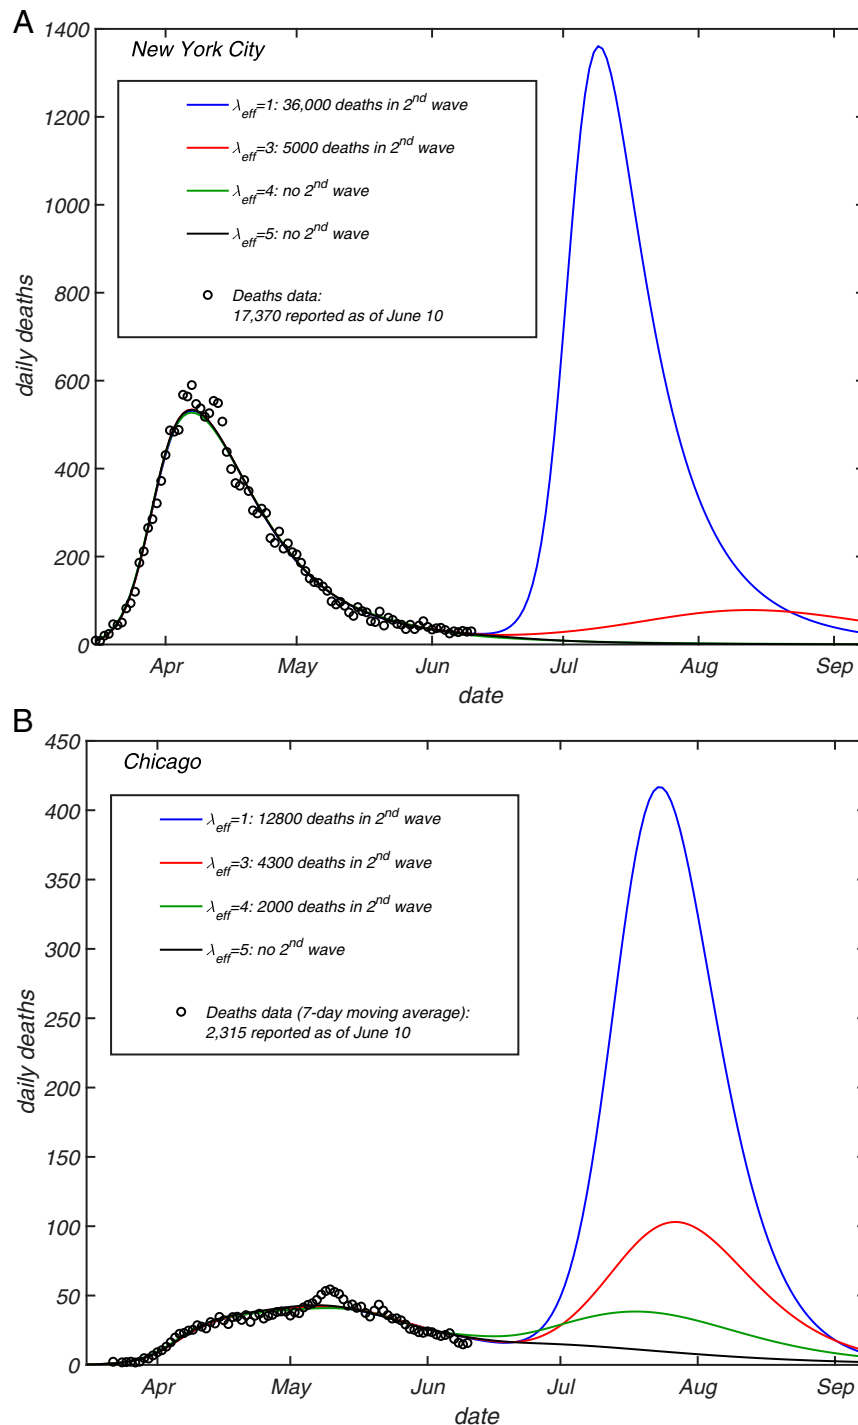 A
New York City
1400
1200
1000
800
600
400
200
0
daily deaths
λeff=1: 36,000 deaths in 2nd wave
λeff=3: 5000 deaths in 2nd wave
λeff=4: no 2nd wave
λeff=5: no 2nd wave
Deaths data:
17,370 reported as of June 10
Apr May Jun Jul Aug Sep
date
B
Chicago
450
400
350
300
250
200
150
100
50
0
daily deaths
λeff=1: 12800 deaths in 2nd wave
λeff=3: 4300 deaths in 2nd wave
λeff=4: 2000 deaths in 2nd wave
λeff=5: no 2nd wave
Deaths data (7-day moving average):
2,315 reported as of June 10
Apr May Jun Jul Aug Sep
date